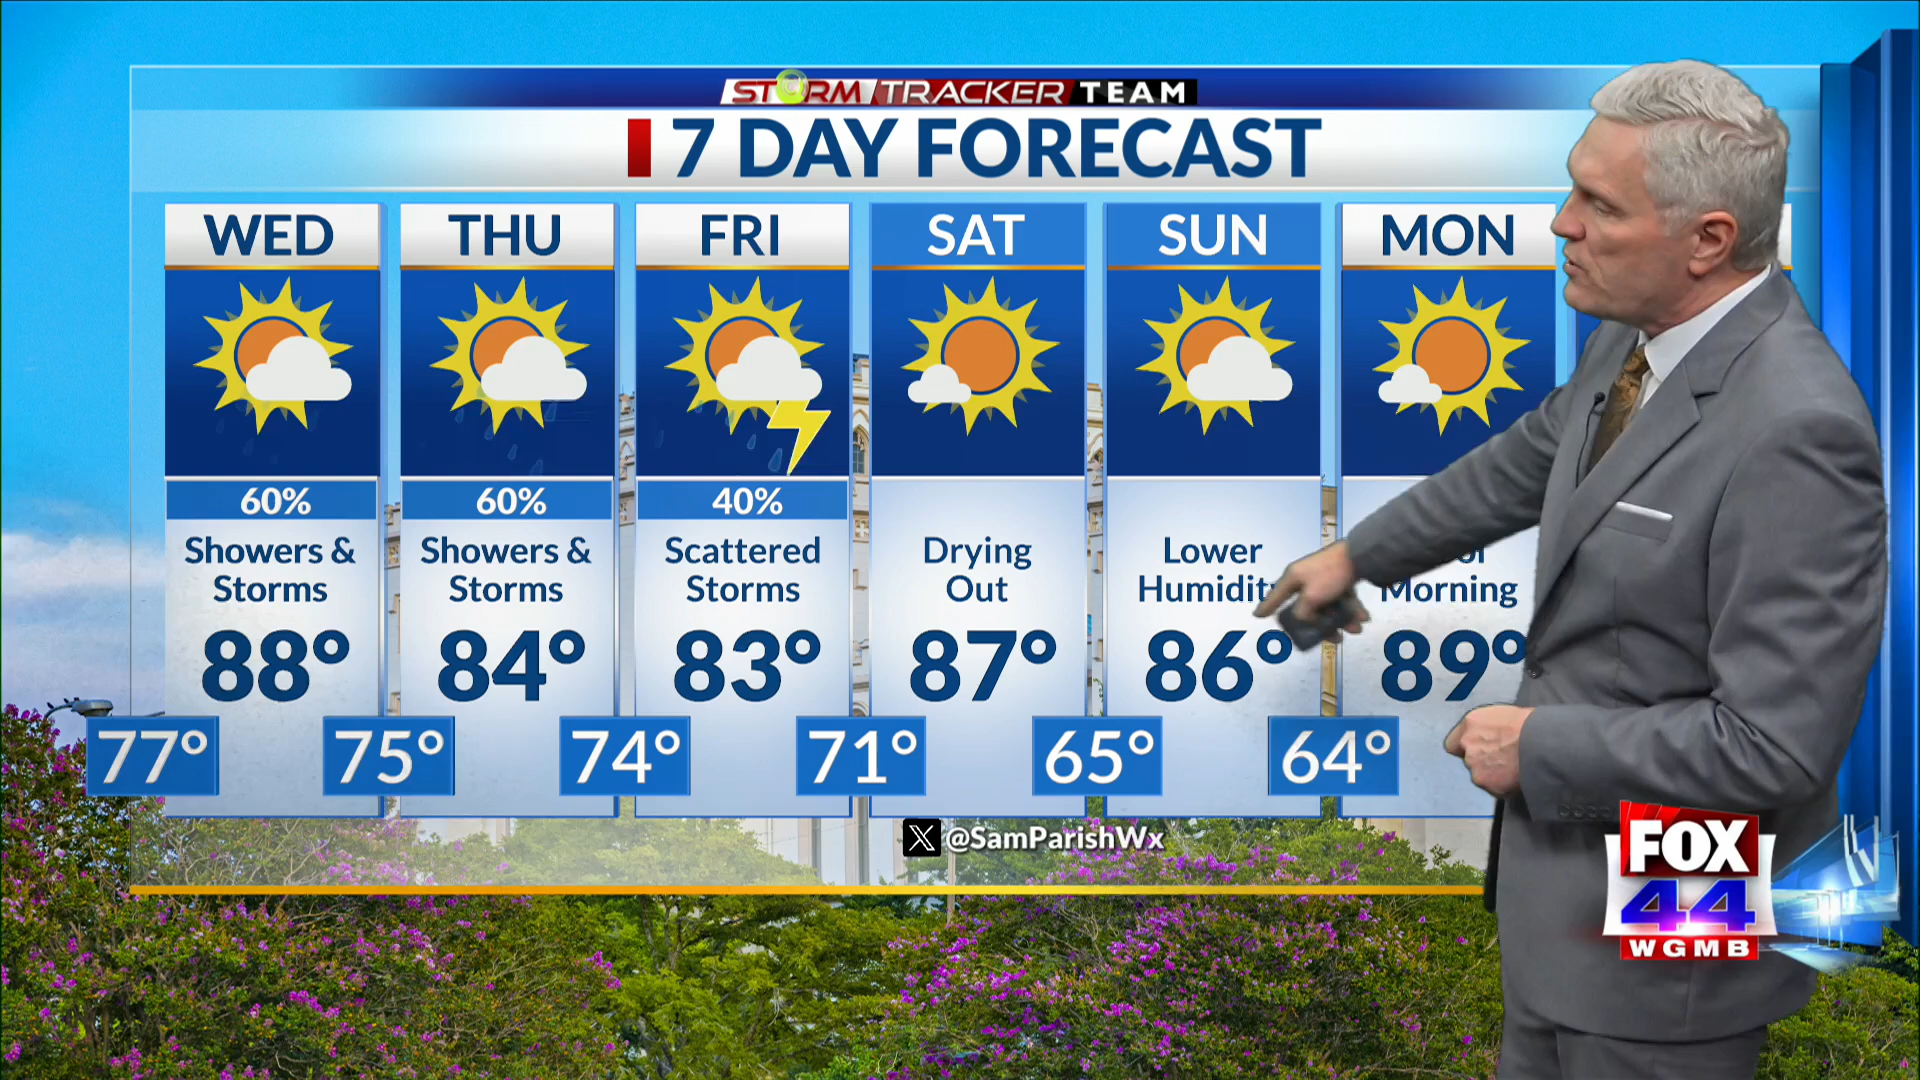 STORM TRACKER TEAM
7 DAY FORECAST
WED
THU
FRI
SAT
SUN
MON
60%
60%
40%
Showers &
Storms
Showers &
Storms
Scattered
Storms
Drying
Out
Lower
Humidity
Morning
88°
84°
83°
87°
86°
89°
77°
75°
74°
71°
65°
64°
X @SamParishWx
FOX
44
WGMB